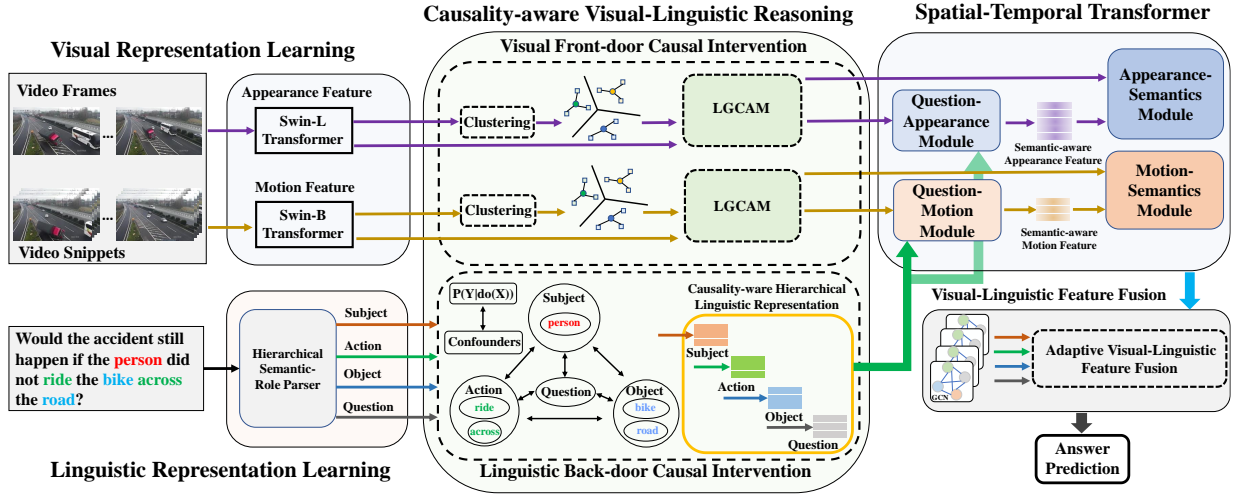 Causality-aware Visual-Linguistic Reasoning
Spatial-Temporal Transformer
Visual Representation Learning
Video Frames
...
...
Video Snippets
Appearance Feature
Swin-L
Transformer
Motion Feature
Swin-B
Transformer
Visual Front-door Causal Intervention
Clustering
LGCAM
Clustering
LGCAM
Question-
Appearance
Module
Semantic-aware
Appearance Feature
Appearance-
Semantics
Module
Question-
Motion
Module
Semantic-aware
Motion Feature
Motion-
Semantics
Module
Would the accident still
happen if the person did
not ride the bike across
the road?
Hierarchical
Semantic-
Role Parser
Subject
Action
Object
Question
Linguistic Representation Learning
P(Y|do(X))
Confounders
Subject
person
Action
ride
across
Question
Object
bike
road
Causality-ware Hierarchical
Linguistic Representation
Subject
Action
Object
Question
Linguistic Back-door Causal Intervention
Visual-Linguistic Feature Fusion
GCN
Adaptive Visual-Linguistic
Feature Fusion
Answer
Prediction